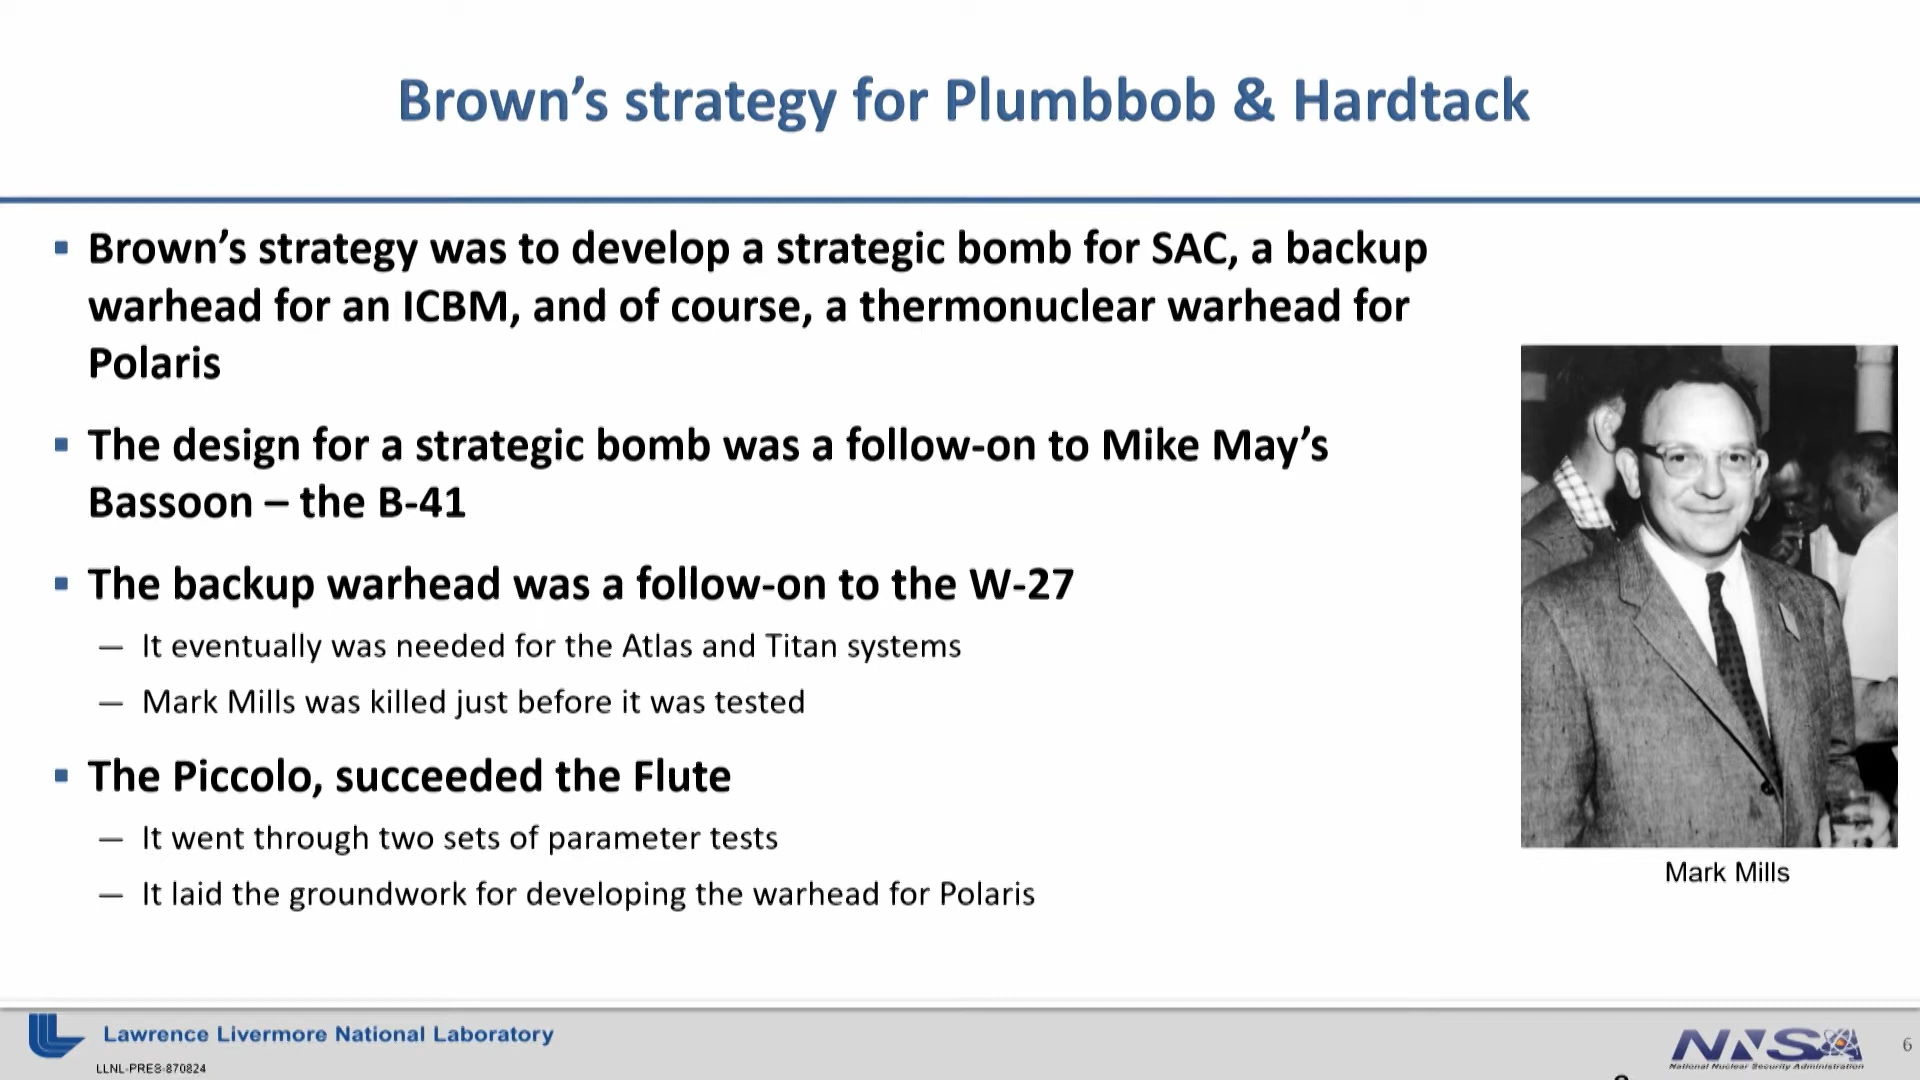 Brown’s strategy for Plumbbob & Hardtack
▪ Brown’s strategy was to develop a strategic bomb for SAC, a backup
warhead for an ICBM, and of course, a thermonuclear warhead for
Polaris
▪ The design for a strategic bomb was a follow-on to Mike May’s
Bassoon – the B-41
▪ The backup warhead was a follow-on to the W-27
— It eventually was needed for the Atlas and Titan systems
— Mark Mills was killed just before it was tested
▪ The Piccolo, succeeded the Flute
— It went through two sets of parameter tests
— It laid the groundwork for developing the warhead for Polaris
Mark Mills
Lawrence Livermore National Laboratory
LLNL-PRES-870824
NNSA
National Nuclear Security Administration
6